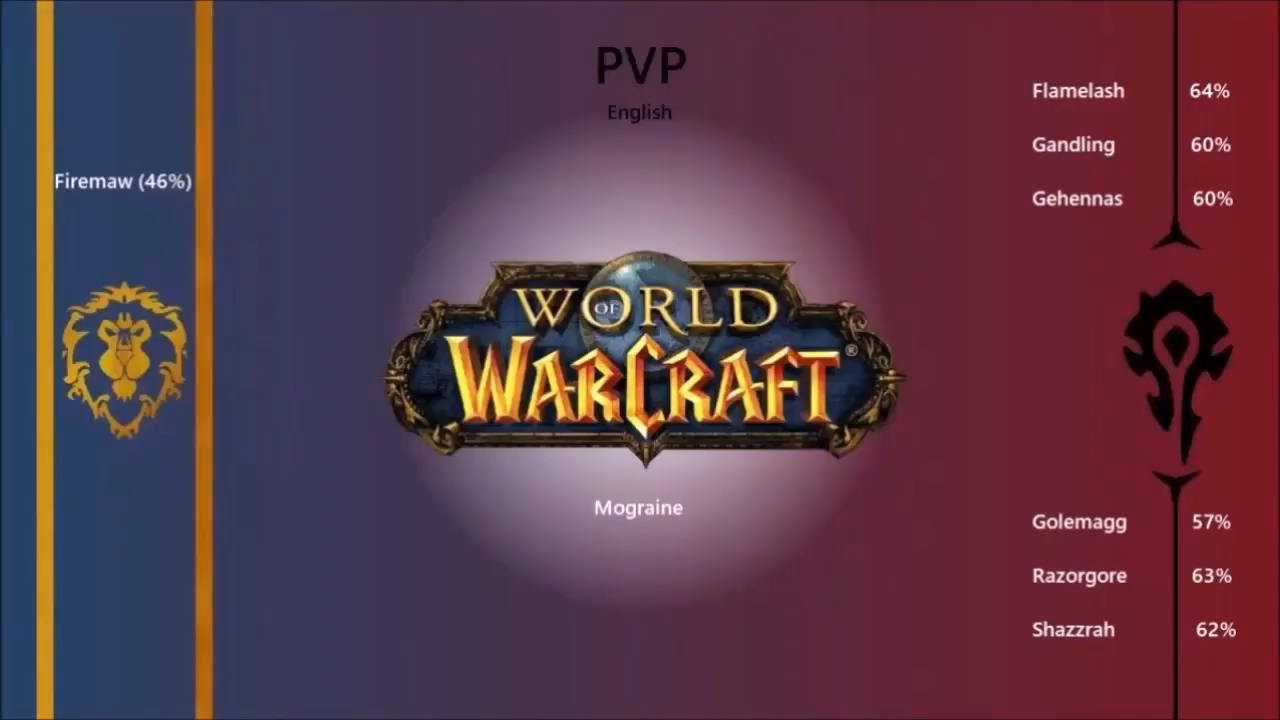 PVP
English
Firemaw (46%)
WORLD
OF
WARCRAFT®
Mograine
Flamelash 64%
Gandling 60%
Gehennas 60%
Golemagg 57%
Razorgore 63%
Shazzrah 62%